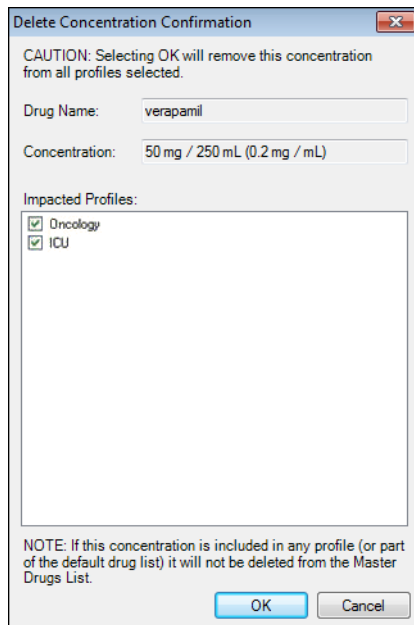 Delete Concentration Confirmation
CAUTION: Selecting OK will remove this concentration
from all profiles selected.
Drug Name: verapamil
Concentration: 50 mg / 250 mL (0.2 mg / mL)
Impacted Profiles:
Oncology
ICU
NOTE: If this concentration is included in any profile (or part
of the default drug list) it will not be deleted from the Master
Drugs List.
OK Cancel